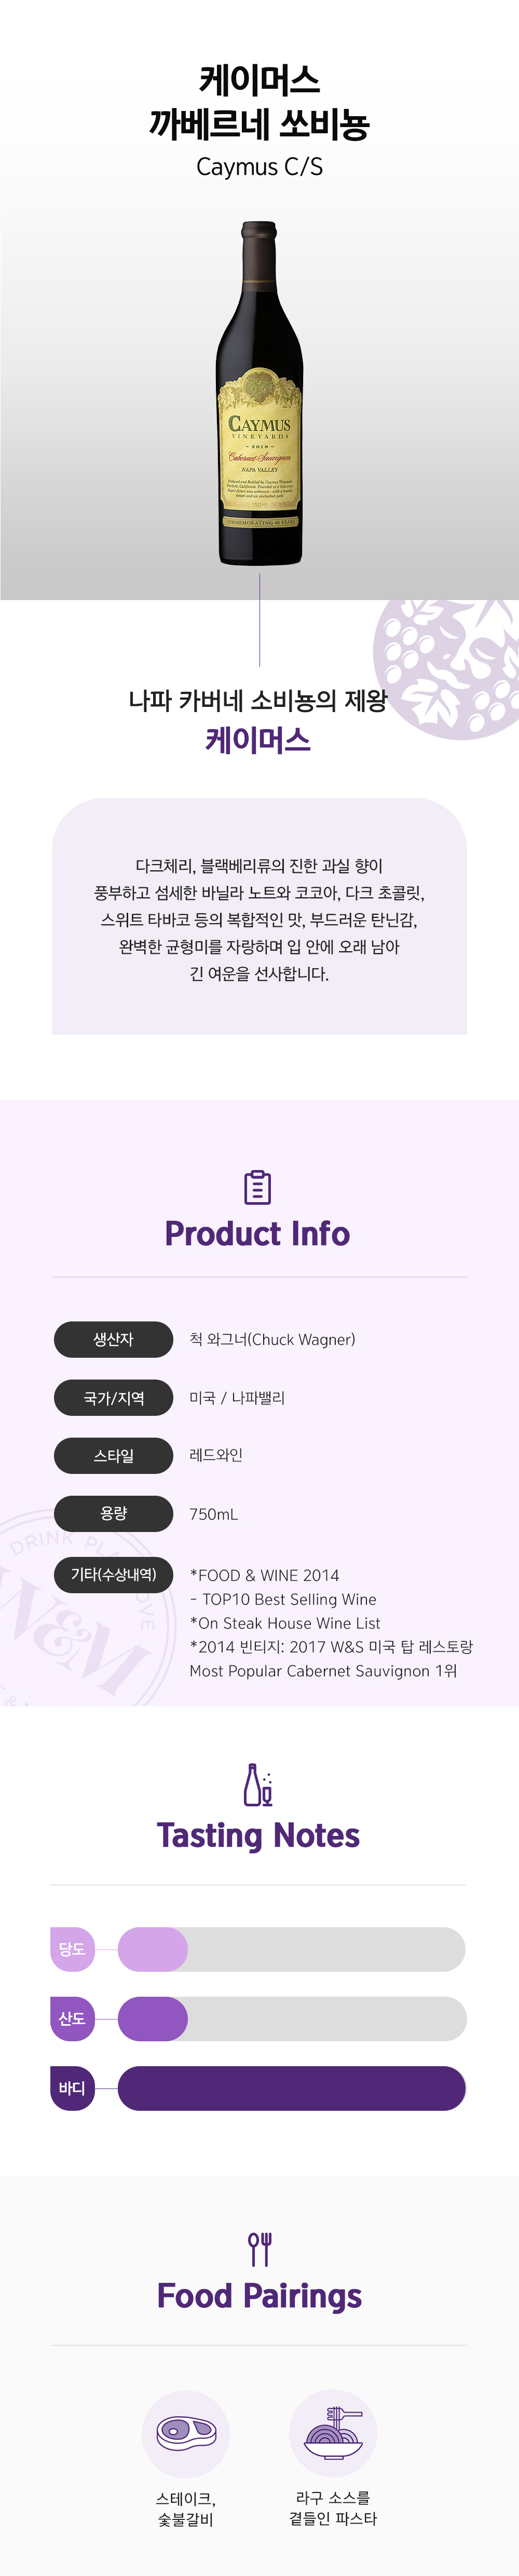 케이머스
까베르네 쏘비뇽
Caymus C/S
CAYMUS
VINEYARDS
Cabernet Sauvignon
NAPA VALLEY
COMMEMORATING 46 YEARS
나파 카버네 소비뇽의 제왕
케이머스
다크체리, 블랙베리류의 진한 과실 향이
풍부하고 섬세한 바닐라 노트와 코코아, 다크 초콜릿,
스위트 타바코 등의 복합적인 맛, 부드러운 탄닌감,
완벽한 균형미를 자랑하며 입 안에 오래 남아
긴 여운을 선사합니다.
Product Info
생산자 척 와그너(Chuck Wagner)
국가/지역 미국 / 나파밸리
스타일 레드와인
용량 750mL
기타(수상내역) *FOOD & WINE 2014
- TOP10 Best Selling Wine
*On Steak House Wine List
*2014 빈티지: 2017 W&S 미국 탑 레스토랑
Most Popular Cabernet Sauvignon 1위
DRINK
W&M
Tasting Notes
당도
산도
바디
Food Pairings
스테이크,
숯불갈비
라구 소스를
곁들인 파스타